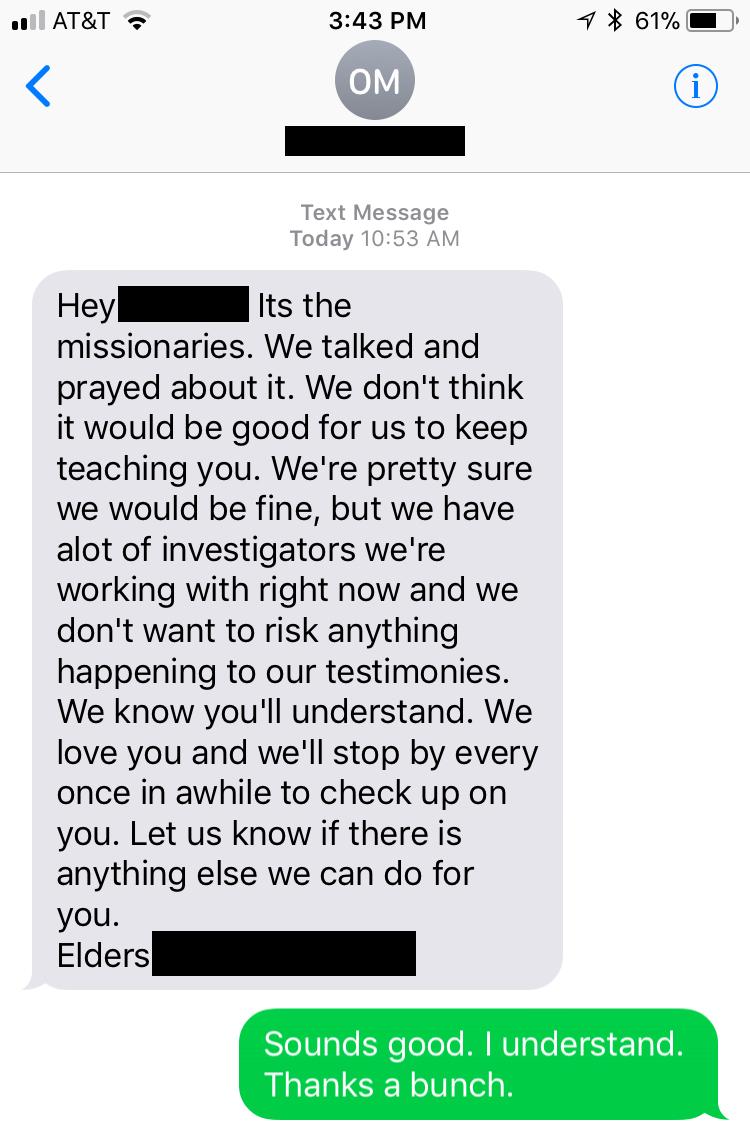 AT&T 3:43 PM 61%
OM
Text Message
Today 10:53 AM
Hey Its the
missionaries. We talked and
prayed about it. We don't think
it would be good for us to keep
teaching you. We're pretty sure
we would be fine, but we have
alot of investigators we're
working with right now and we
don't want to risk anything
happening to our testimonies.
We know you'll understand. We
love you and we'll stop by every
once in awhile to check up on
you. Let us know if there is
anything else we can do for
you.
Elders
Sounds good. I understand.
Thanks a bunch.